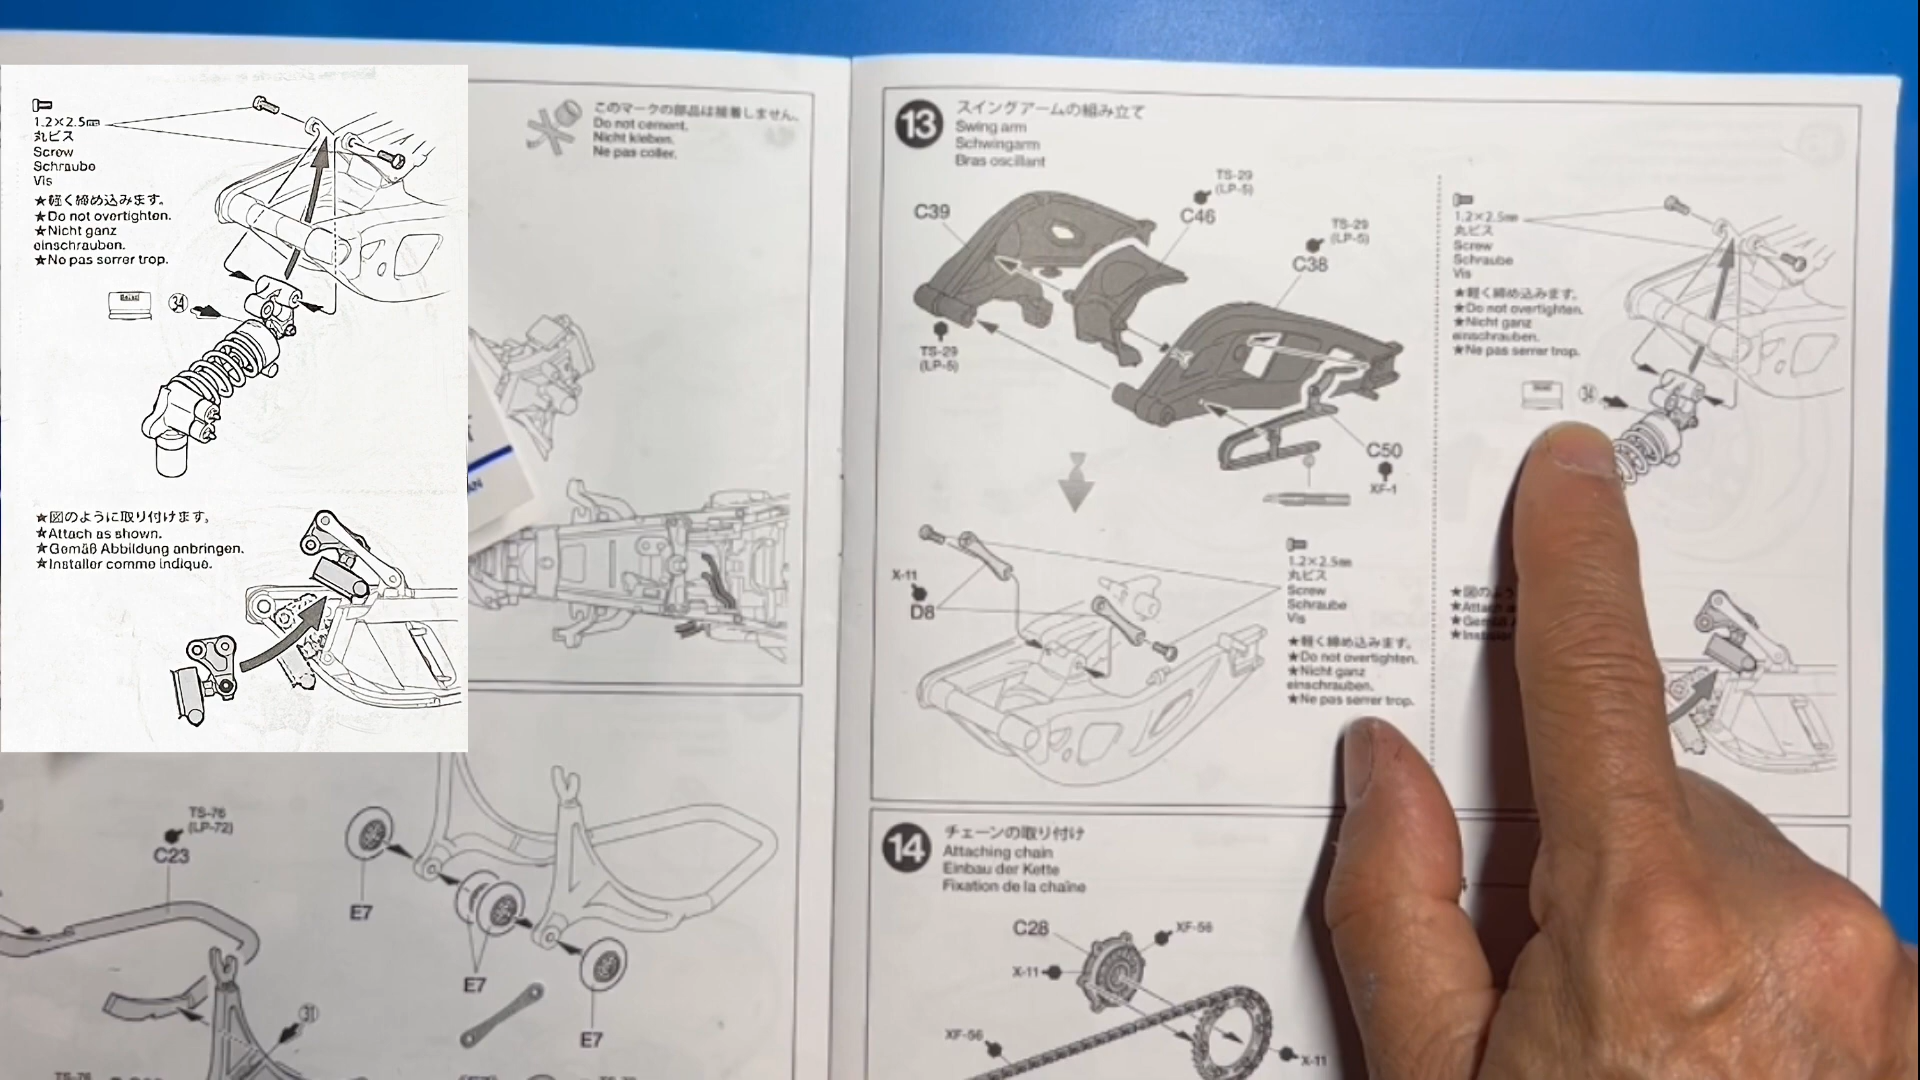 1.2×2.5㎜
丸ビス
Screw
Schraube
Vis
★軽く締め込みます。
★Do not overtighten.
★Nicht ganz
einschrauben.
★Ne pas serrer trop.
34
★図のように取り付けます。
★Attach as shown.
★Gemäß Abbildung anbringen.
★Installer comme indiqué.
このマークの部品は接着しません。
Do not cement.
Nicht kleben.
Ne pas coller.
TS-76
(LP-72)
C23
E7
E7
E7
31
13
スイングアームの組み立て
Swing arm
Schwingarm
Bras oscillant
C39
TS-29
(LP-5)
C46
TS-29
(LP-5)
C38
TS-29
(LP-5)
C50
XF-1
X-11
D8
1.2×2.5㎜
丸ビス
Screw
Schraube
Vis
★軽く締め込みます。
★Do not overtighten.
★Nicht ganz
einschrauben.
★Ne pas serrer trop.
1.2×2.5㎜
丸ビス
Screw
Schraube
Vis
★軽く締め込みます。
★Do not overtighten.
★Nicht ganz
einschrauben.
★Ne pas serrer trop.
34
14
チェーンの取り付け
Attaching chain
Einbau der Kette
Fixation de la chaîne
C28
XF-56
X-11
XF-56
X-11